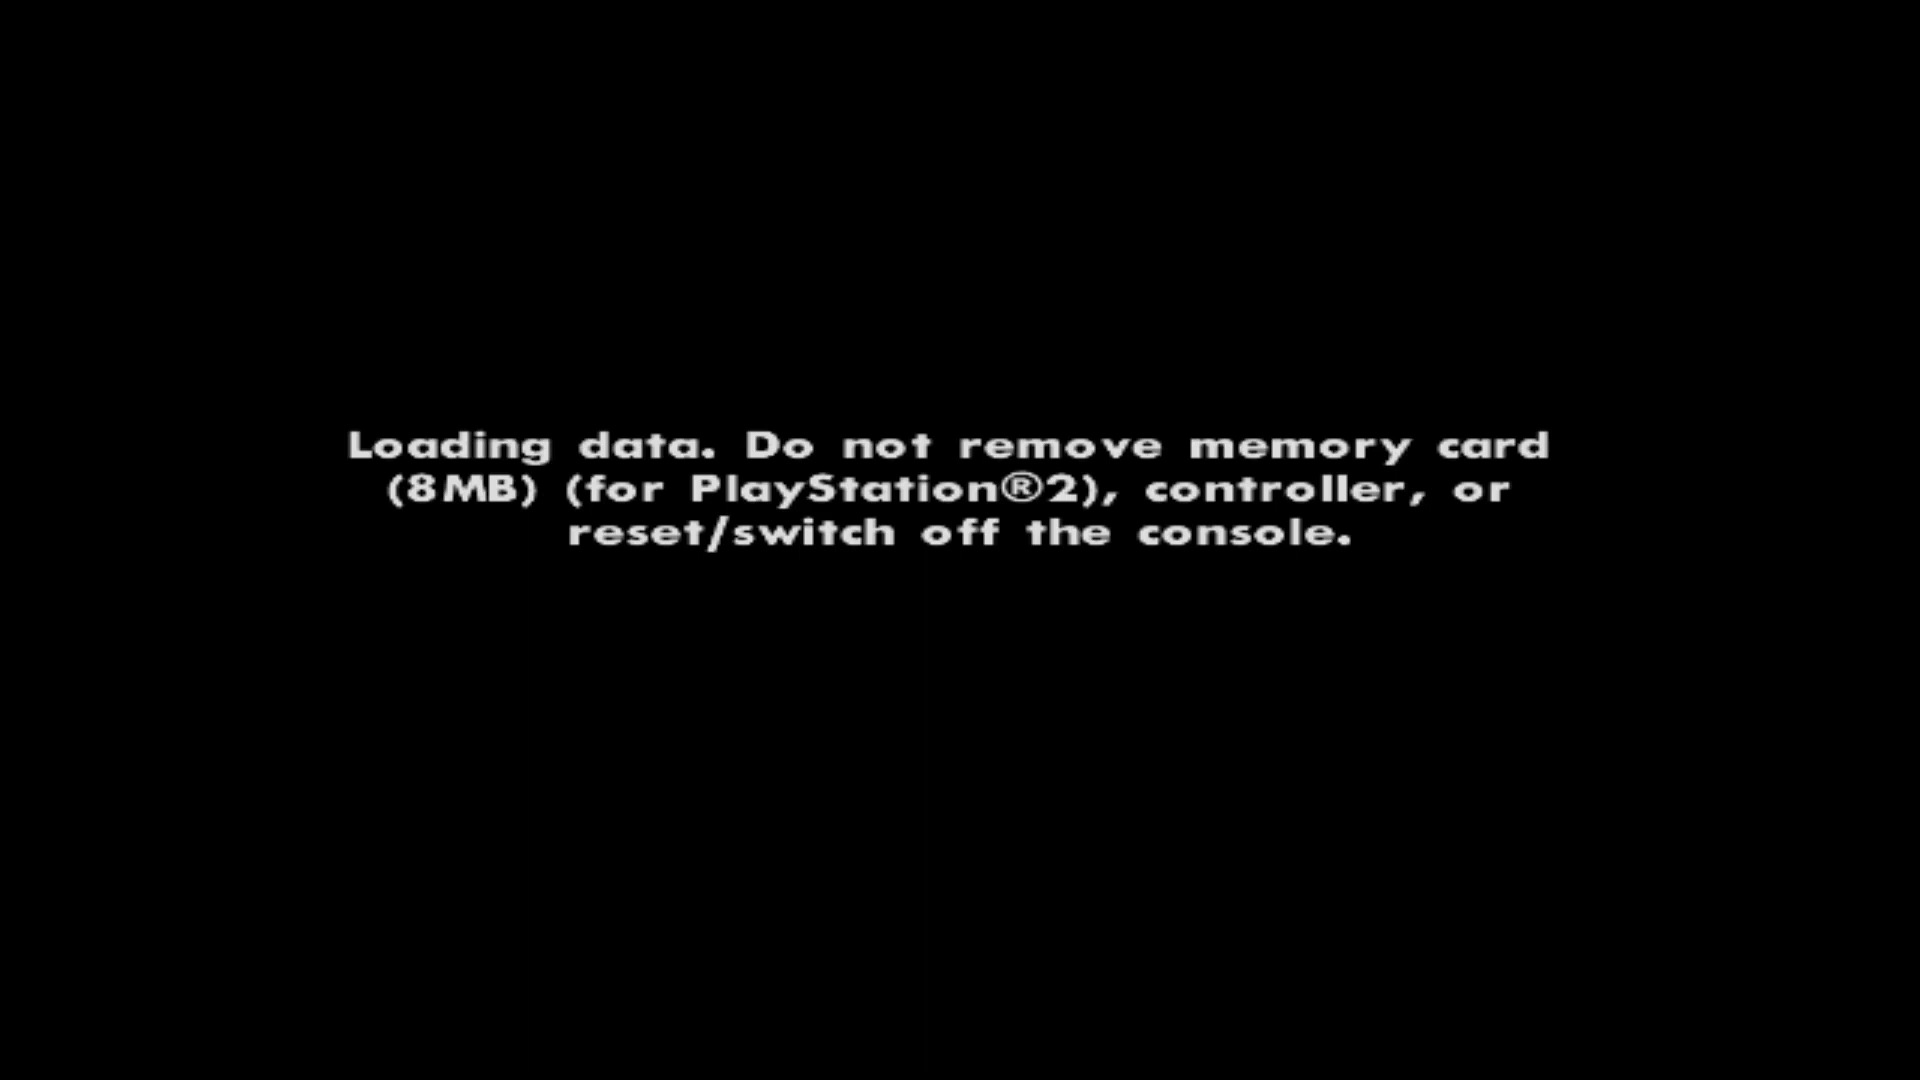 Loading data. Do not remove memory card
(8MB) (for PlayStation®2), controller, or
reset/switch off the console.